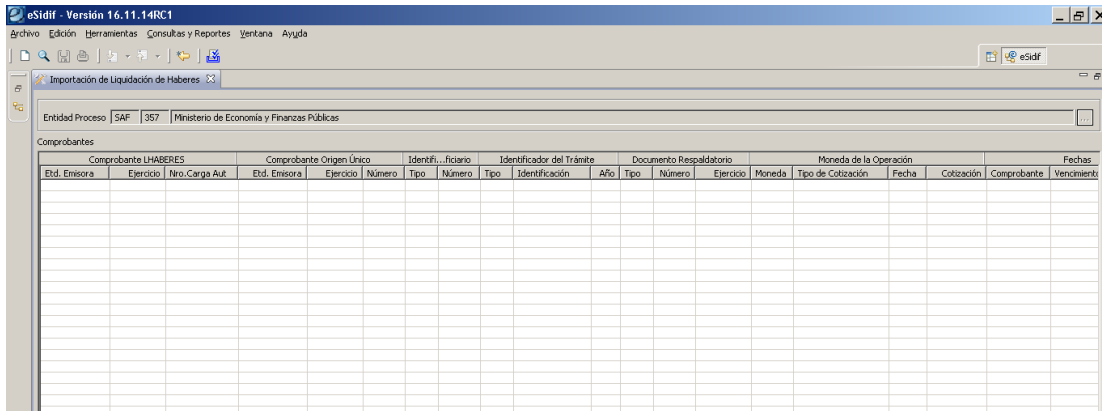 eSidif - Versión 16.11.14RC1
Archivo Edición Herramientas Consultas y Reportes Ventana Ayuda
eSidif
Importación de Liquidación de Haberes
Entidad Proceso SAF 357 Ministerio de Economía y Finanzas Públicas ...
Comprobantes
Comprobante LHABERES Comprobante Origen Único Identifi...ficiario Identificador del Trámite Documento Respaldatorio Moneda de la Operación Fechas
Etd. Emisora Ejercicio Nro.Carga Aut Etd. Emisora Ejercicio Número Tipo Número Tipo Identificación Año Tipo Número Ejercicio Moneda Tipo de Cotización Fecha Cotización Comprobante Vencimiento